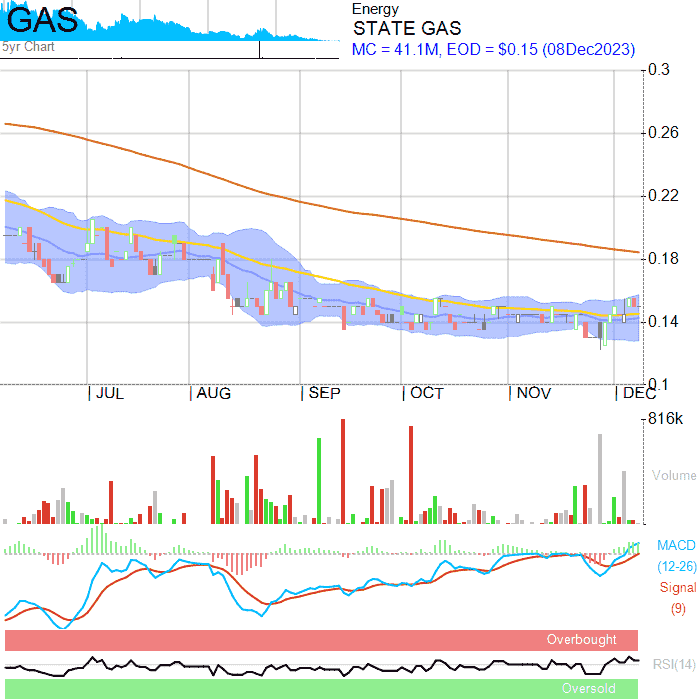 GAS
5yr Chart
Energy
STATE GAS
MC = 41.1M, EOD = $0.15 (08Dec2023)
0.3
0.26
0.22
0.18
0.14
0.1
JUL AUG SEP OCT NOV DEC
816k
Volume
MACD
(12-26)
Signal
(9)
Overbought
RSI(14)
Oversold